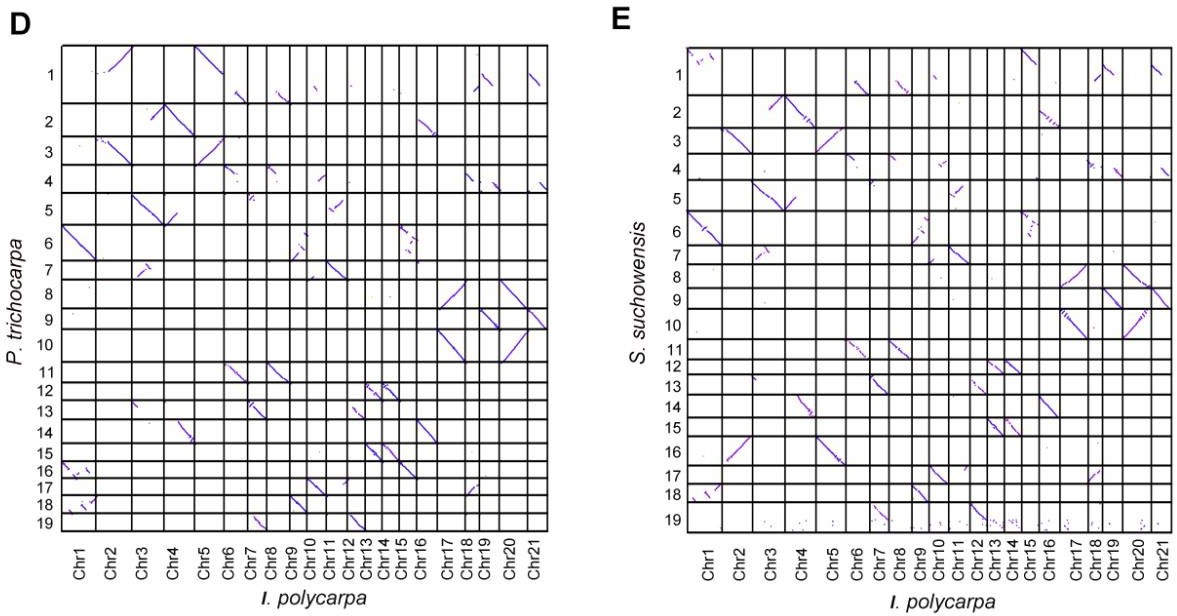 D
1
2
3
4
5
6
7
8
9
10
11
12
13
14
15
16
17
18
19
P. trichocarpa
Chr1
Chr2
Chr3
Chr4
Chr5
Chr6
Chr7
Chr8
Chr9
Chr10
Chr11
Chr12
Chr13
Chr14
Chr15
Chr16
Chr17
Chr18
Chr19
Chr20
Chr21
I. polycarpa
E
1
2
3
4
5
6
7
8
9
10
11
12
13
14
15
16
17
18
19
S. suchowensis
Chr1
Chr2
Chr3
Chr4
Chr5
Chr6
Chr7
Chr8
Chr9
Chr10
Chr11
Chr12
Chr13
Chr14
Chr15
Chr16
Chr17
Chr18
Chr19
Chr20
Chr21
I. polycarpa